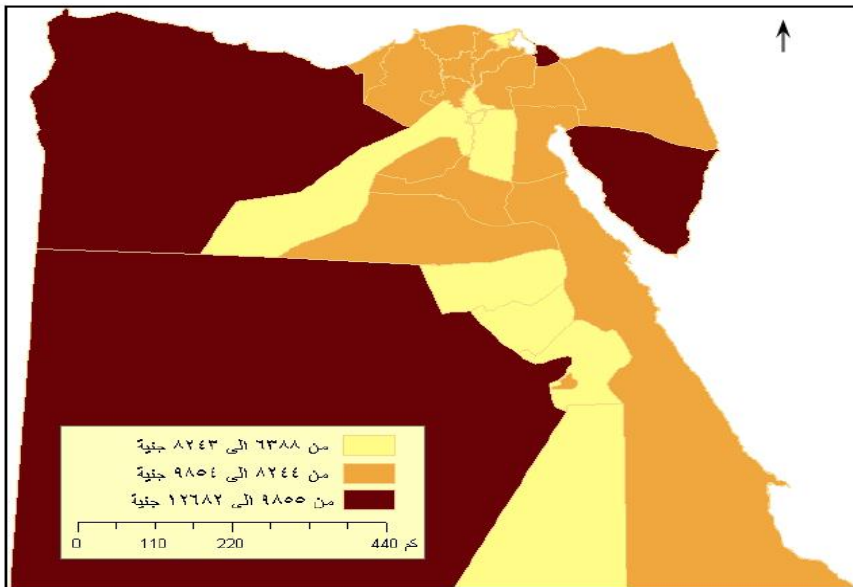 من ٦٣٨٨ الى ٨٢٤٣ جنية
من ٨٢٤٤ الى ٩٨٥٤ جنية
من ٩٨٥٥ الى ١٢٦٨٢ جنية
0 110 220 440 كم